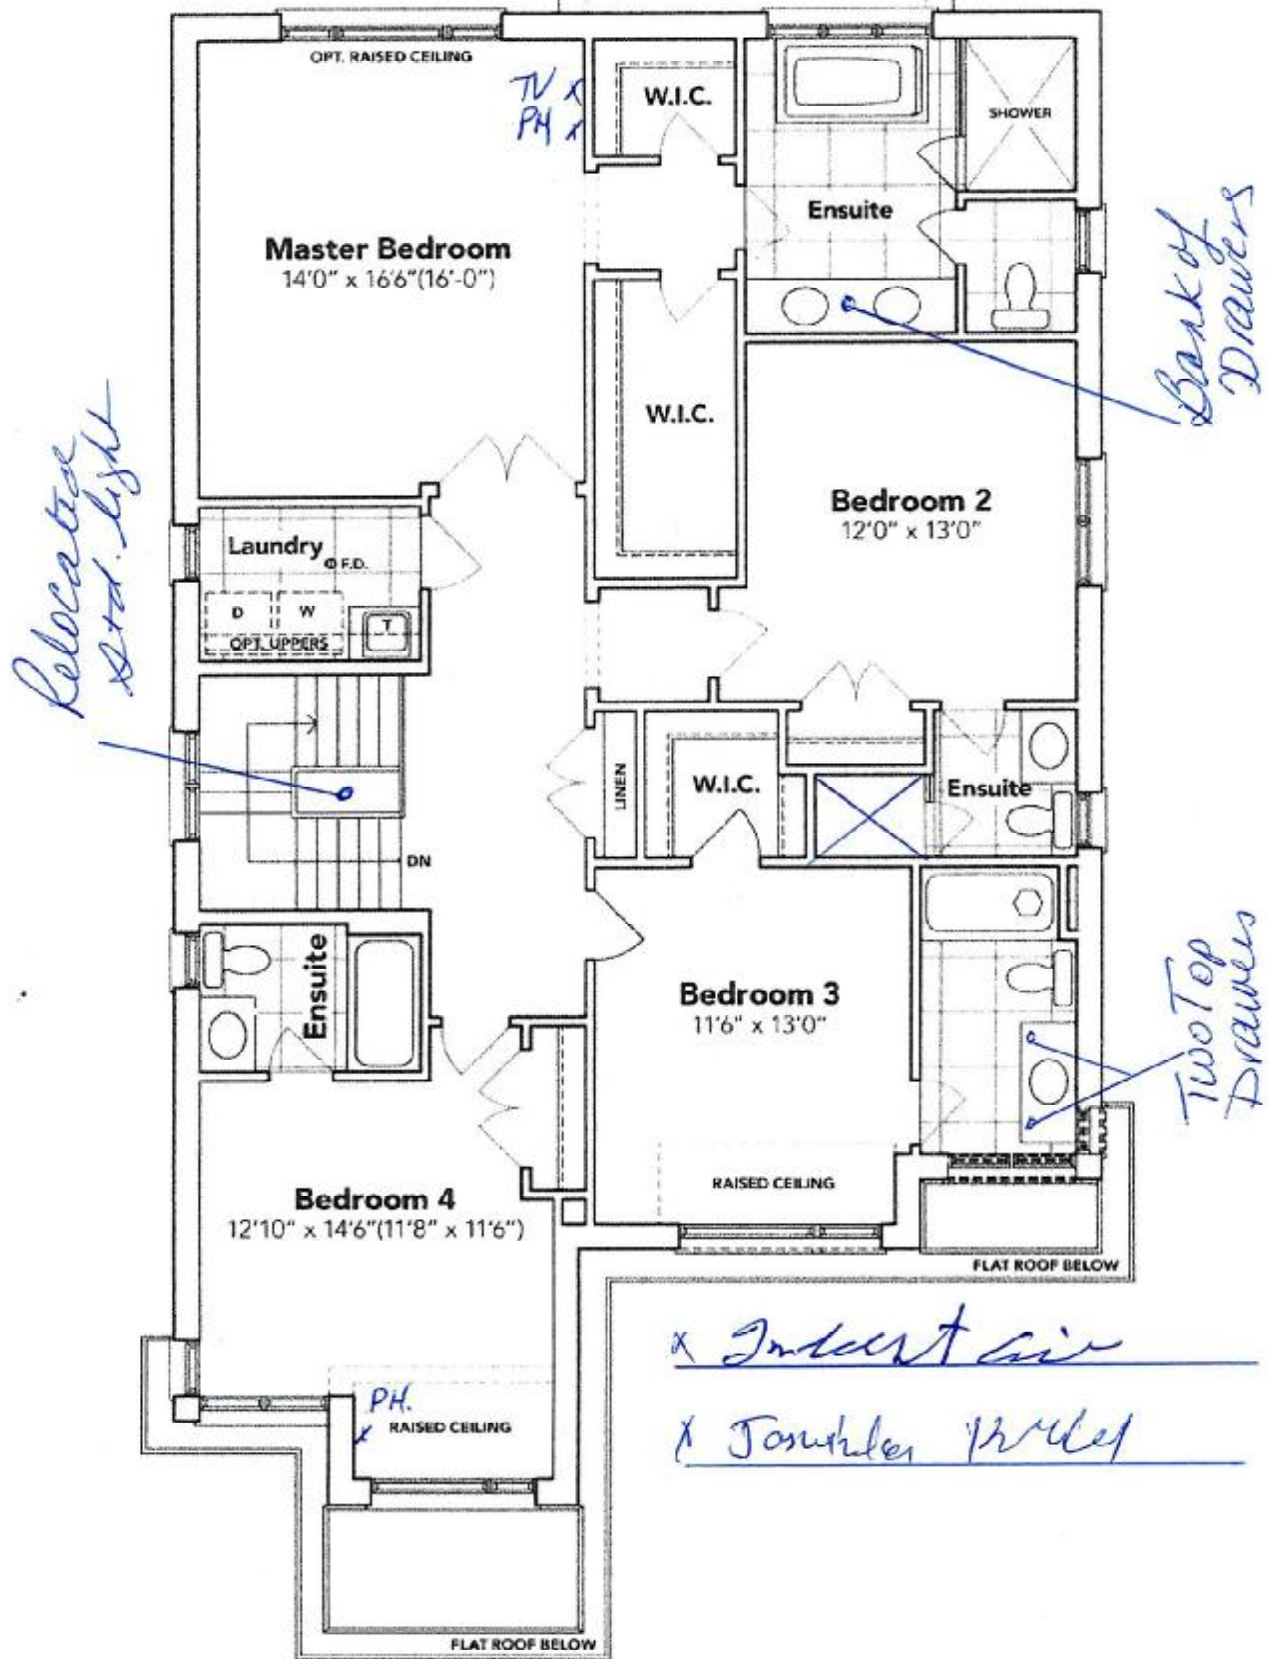 OPT. RAISED CEILING
TV x
PH x
W.I.C.
SHOWER
Ensuite
Master Bedroom
14'0" x 16'6"(16'-0")
Bank of
Drawers
W.I.C.
Relocated
std. light
Bedroom 2
12'0" x 13'0"
Laundry
F.D.
D
W
T
OPT. UPPERS
LINEN
W.I.C.
Ensuite
DN
Ensuite
Bedroom 3
11'6" x 13'0"
Two Top
Drawers
RAISED CEILING
Bedroom 4
12'10" x 14'6"(11'8" x 11'6")
FLAT ROOF BELOW
x
PH.
x
RAISED CEILING
x
FLAT ROOF BELOW